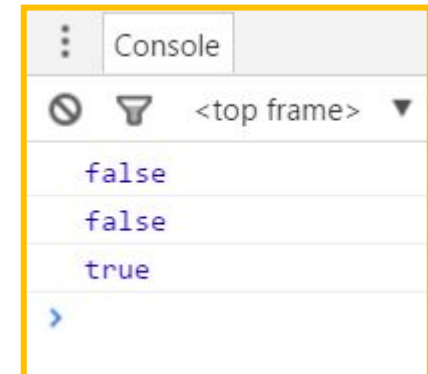 Console
<top frame> ▼
false
false
true
>